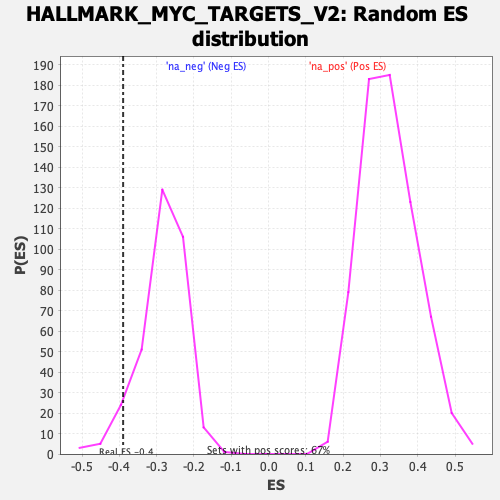 HALLMARK_MYC_TARGETS_V2: Random ES
distribution
'na_neg' (Neg ES)
'na_pos' (Pos ES)
190
180
170
160
150
140
130
120
110
100
90
80
70
60
50
40
30
20
10
0
P(ES)
Real ES -0.4
Sets with pos scores: 67%
-0.5 -0.4 -0.3 -0.2 -0.1 0.0 0.1 0.2 0.3 0.4 0.5
ES